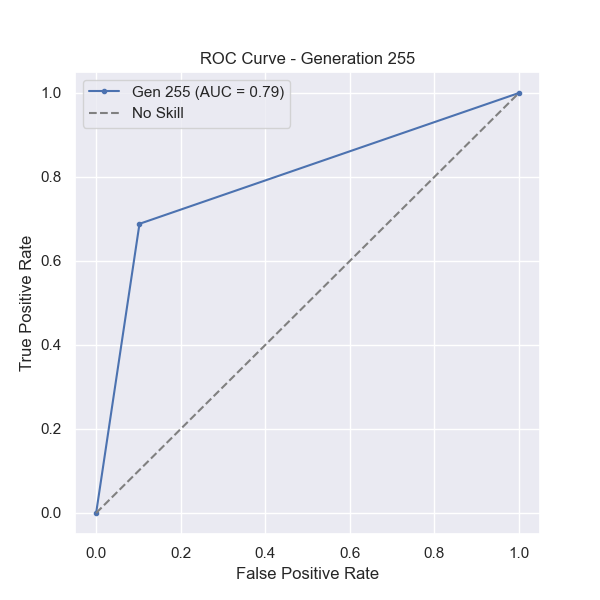 ROC Curve - Generation 255
Gen 255 (AUC = 0.79)
No Skill
True Positive Rate
1.0
0.8
0.6
0.4
0.2
0.0
0.0 0.2 0.4 0.6 0.8 1.0
False Positive Rate